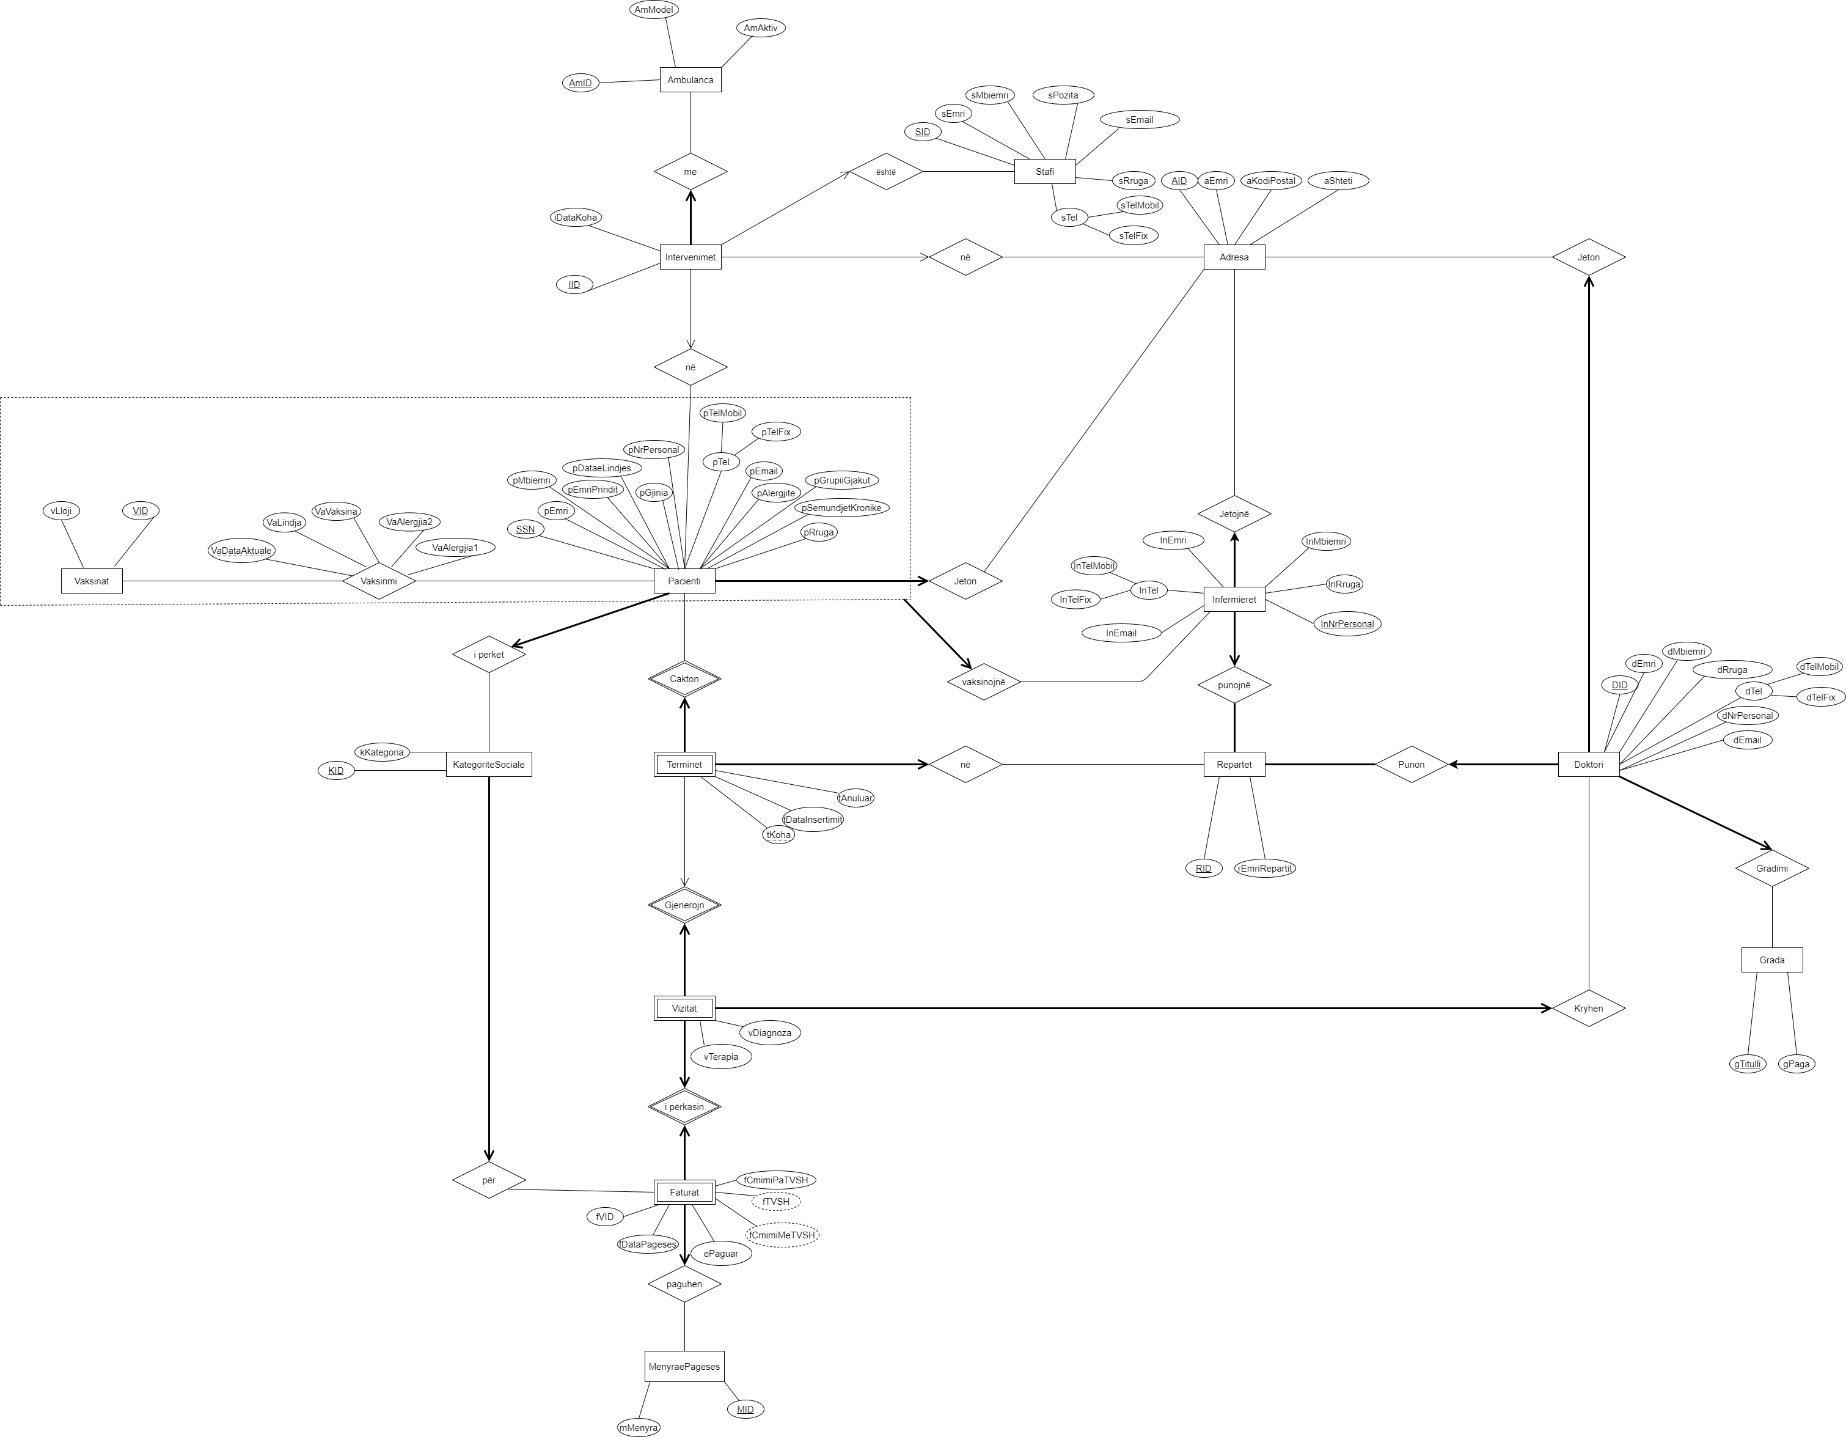 AmModel
AmAktiv
AmID
Ambulanca
sMbiemri
sPozita
sEmri
sEmail
SID
me
është
Stafi
sRruga
AID
aEmri
aKodiPostal
aShteti
sTelMobil
sTel
sTelFix
iDataKoha
Intervenimet
në
Adresa
Jeton
IID
në
pTelMobil
pTelFix
pNrPersonal
pTel
pDataeLindjes
pEmail
pMbiemri
pGrupiiGjakut
pEmriPrindit
pGjinia
pAlergjite
pSemundjetKronike
pEmri
SSN
pRruga
vLloji
VID
VaVaksina
VaLindja
VaAlergjia2
VaDataAktuale
VaAlergjia1
Vaksinat
Vaksinmi
Pacienti
Jeton
Jetojnë
InEmri
InMbiemri
InTelMobil
InTel
InRruga
InTelFix
Infermieret
InNrPersonal
InEmail
i perket
Cakton
vaksinojnë
punojnë
dMbiemri
dEmri
dRruga
dTelMobil
DID
dTel
dTelFix
dNrPersonal
dEmail
kKategoria
KID
KategoriteSociale
Terminet
në
Repartet
Punon
Doktori
tAnuluar
tDataInsertimit
tKoha
RID
rEmriRepartit
Gradimi
Gjenerojn
Grada
Vizitat
Kryhen
vDiagnoza
vTerapia
gTitulli
gPaga
i përkasin
për
fCmimiPaTVSH
Faturat
fTVSH
fVID
fCmimiMeTVSH
fDataPageses
ePaguar
paguhen
MenyraePageses
MID
mMenyra